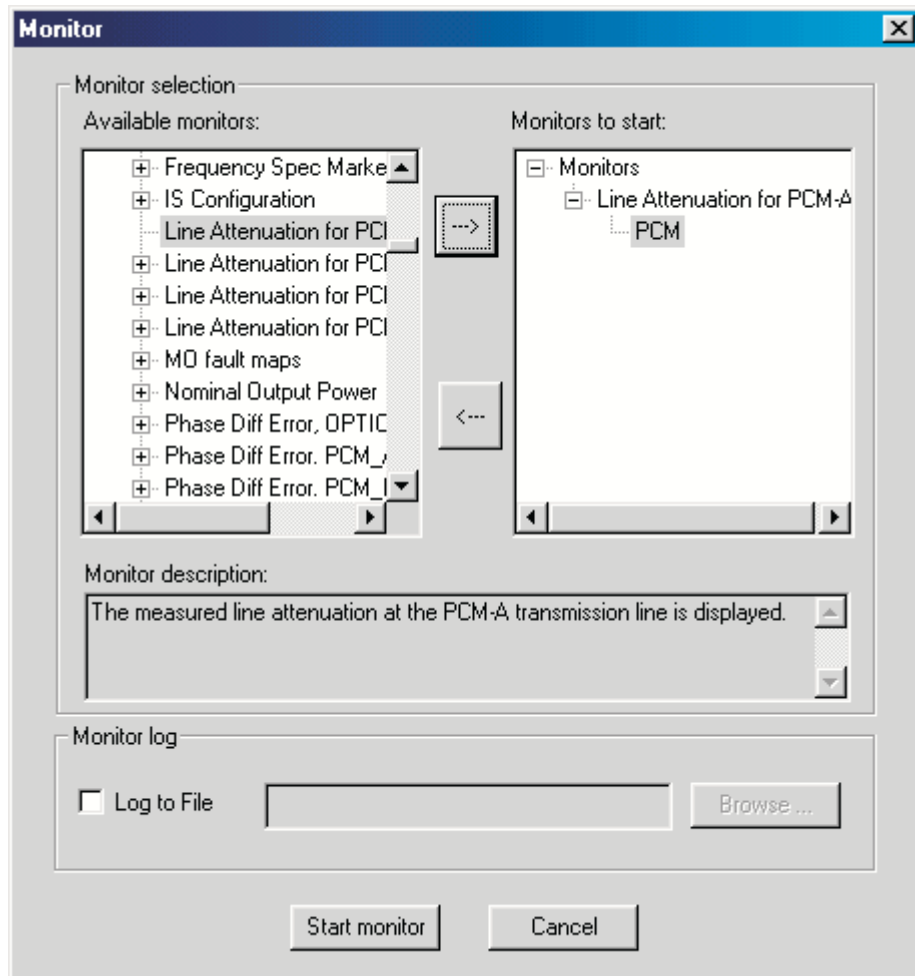 Monitor
Monitor selection
Available monitors:
Frequency Spec Marke
IS Configuration
Line Attenuation for PCI
Line Attenuation for PCI
Line Attenuation for PCI
Line Attenuation for PCI
MO fault maps
Nominal Output Power
Phase Diff Error, OPTIC
Phase Diff Error. PCM_A
Phase Diff Error. PCM_I
--->
<---
Monitors to start:
Monitors
Line Attenuation for PCM-A
PCM
Monitor description:
The measured line attenuation at the PCM-A transmission line is displayed.
Monitor log
Log to File
Browse ...
Start monitor
Cancel